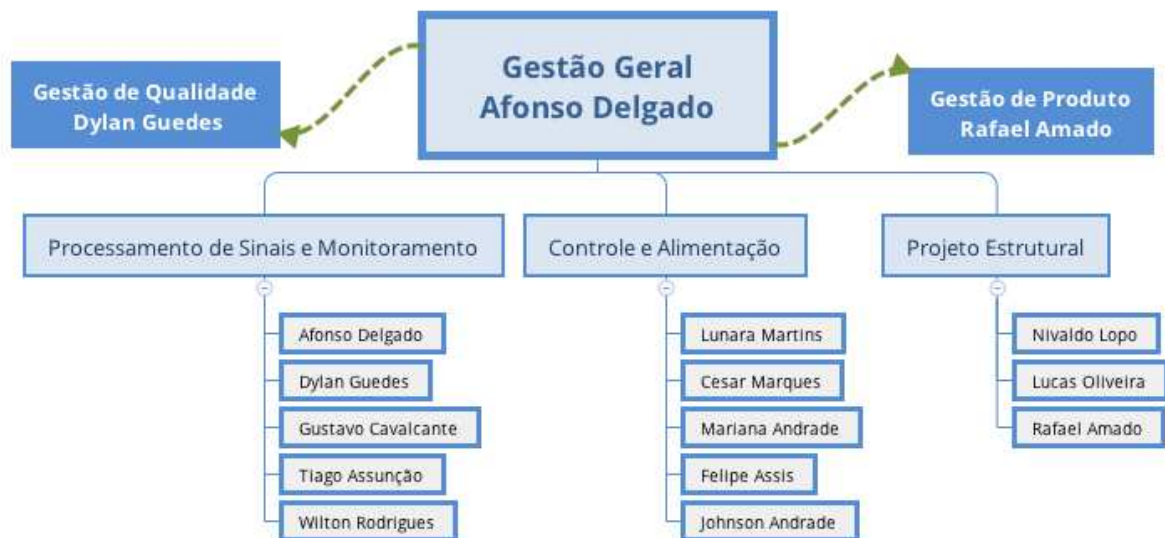 Gestão Geral
Afonso Delgado
Gestão de Qualidade
Dylan Guedes
Gestão de Produto
Rafael Amado
Processamento de Sinais e Monitoramento
Afonso Delgado
Dylan Guedes
Gustavo Cavalcante
Tiago Assunção
Wilton Rodrigues
Controle e Alimentação
Lunara Martins
Cesar Marques
Mariana Andrade
Felipe Assis
Johnson Andrade
Projeto Estrutural
Nivaldo Lopo
Lucas Oliveira
Rafael Amado